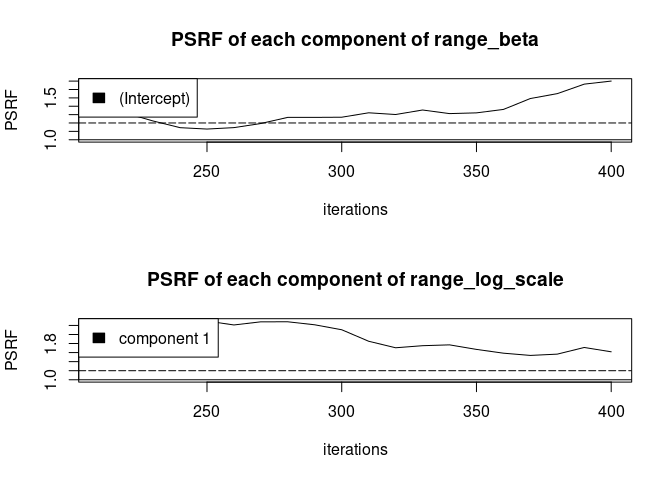 PSRF of each component of range_beta
PSRF
1.5
1.0
(Intercept)
250 300 350 400
iterations
PSRF of each component of range_log_scale
PSRF
1.8
1.0
component 1
250 300 350 400
iterations